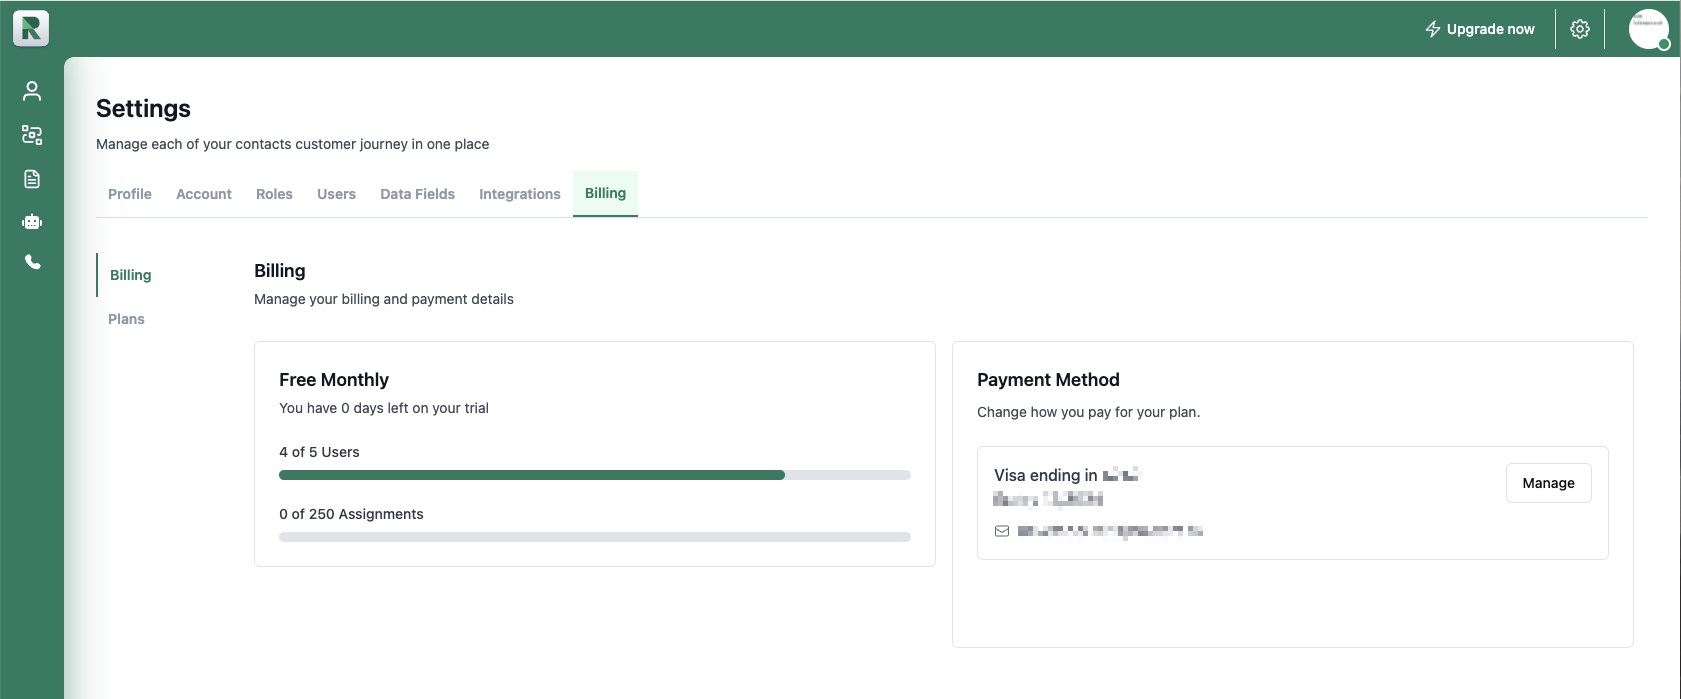 R
Upgrade now
Settings
Manage each of your contacts customer journey in one place
Profile Account Roles Users Data Fields Integrations Billing
Billing
Plans
Billing
Manage your billing and payment details
Free Monthly
You have 0 days left on your trial
4 of 5 Users
0 of 250 Assignments
Payment Method
Change how you pay for your plan.
Visa ending in
Manage